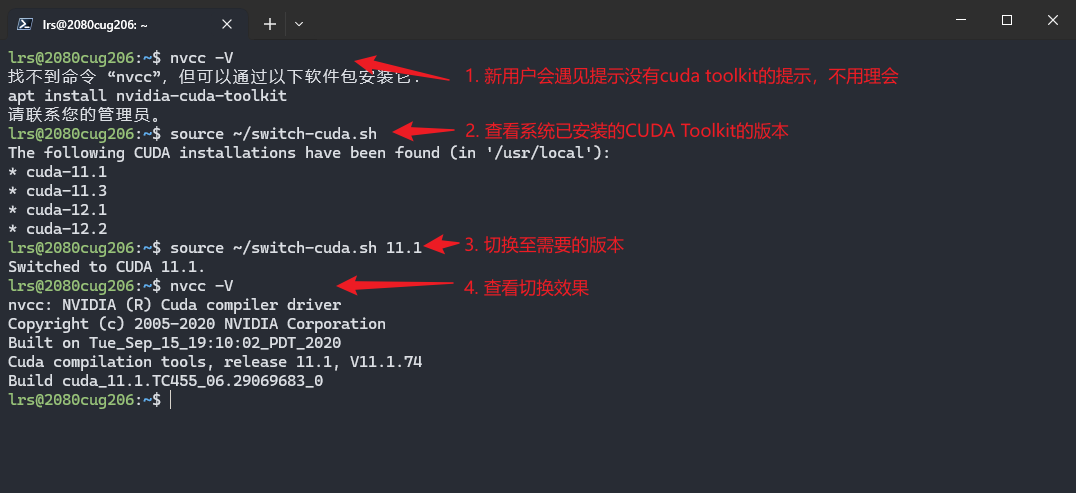 lrs@2080cug206: ~
lrs@2080cug206:~$ nvcc -V
找不到命令 “nvcc”，但可以通过以下软件包安装它：
1. 新用户会遇见提示没有cuda toolkit的提示，不用理会
apt install nvidia-cuda-toolkit
请联系您的管理员。
lrs@2080cug206:~$ source ~/switch-cuda.sh
2. 查看系统已安装的CUDA Toolkit的版本
The following CUDA installations have been found (in '/usr/local'):
* cuda-11.1
* cuda-11.3
* cuda-12.1
* cuda-12.2
lrs@2080cug206:~$ source ~/switch-cuda.sh 11.1
3. 切换至需要的版本
Switched to CUDA 11.1.
lrs@2080cug206:~$ nvcc -V
4. 查看切换效果
nvcc: NVIDIA (R) Cuda compiler driver
Copyright (c) 2005-2020 NVIDIA Corporation
Built on Tue_Sep_15_19:10:02_PDT_2020
Cuda compilation tools, release 11.1, V11.1.74
Build cuda_11.1.TC455_06.29069683_0
lrs@2080cug206:~$